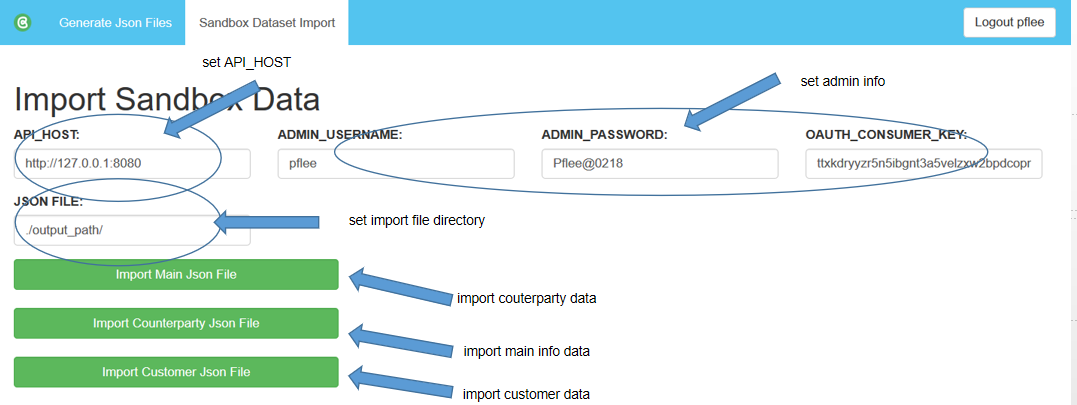 Generate Json Files
Sandbox Dataset Import
Logout pflee
set API_HOST
set admin info
Import Sandbox Data
API_HOST:
ADMIN_USERNAME:
ADMIN_PASSWORD:
OAUTH_CONSUMER_KEY:
http://127.0.0.1:8080
pflee
Pflee@0218
ttxkdryyzr5n5ibgnt3a5velzxw2bpdcopr
JSON FILE:
./output_path/
set import file directory
Import Main Json File
import couterparty data
Import Counterparty Json File
import main info data
Import Customer Json File
import customer data